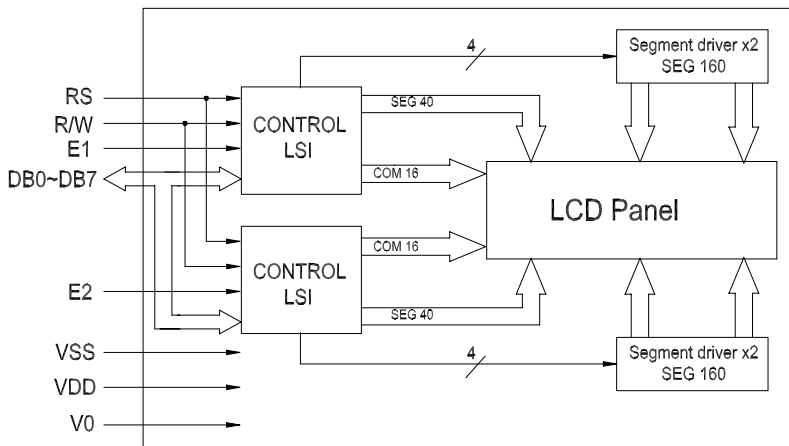 4
Segment driver x2
SEG 160
RS
SEG 40
R/W
CONTROL
LSI
E1
COM 16
DB0~DB7
LCD Panel
COM 16
CONTROL
LSI
E2
SEG 40
VSS
4
Segment driver x2
SEG 160
VDD
V0